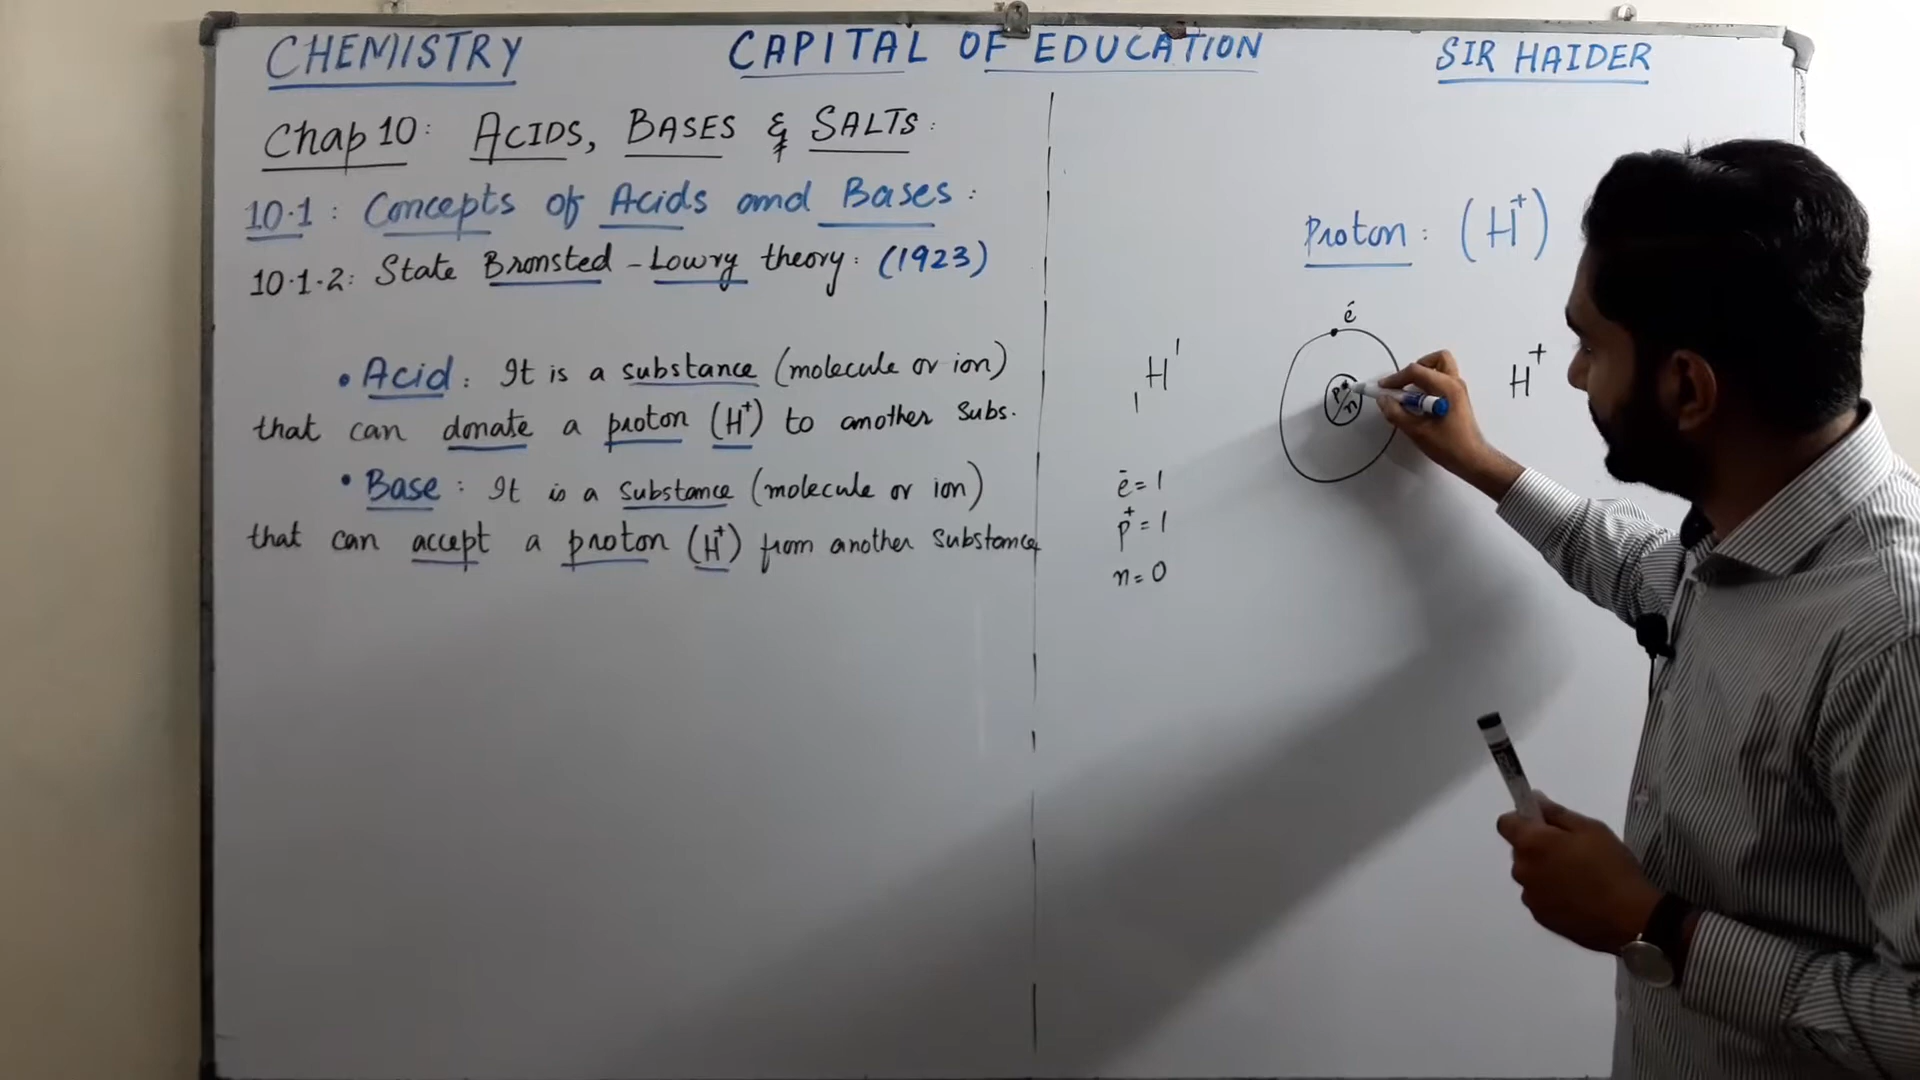 CHEMISTRY CAPITAL OF EDUCATION SIR HAIDER
Chap 10: ACIDS, BASES & SALTS:
10.1: Concepts of Acids and Bases:
10.1.2: State Bronsted-Lowry theory: (1923)
• Acid: It is a substance (molecule or ion)
that can donate a proton (H⁺) to another Subs.
• Base: It is a substance (molecule or ion)
that can accept a proton (H⁺) from another Substance
Proton: (H⁺)
é
₁H¹
p⁺
n
H⁺
e⁻ = 1
p⁺ = 1
n = 0